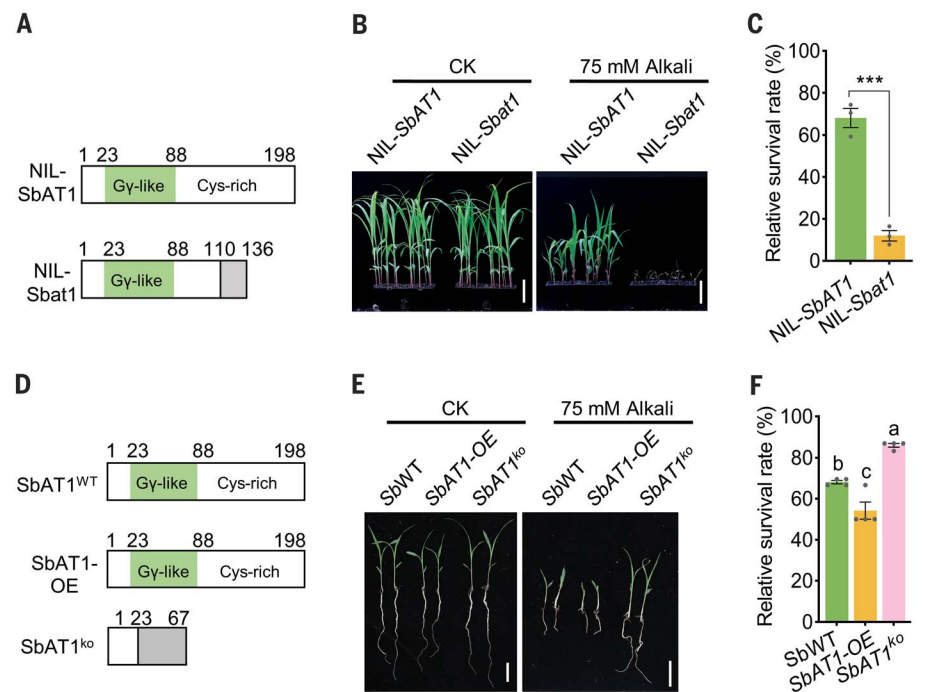 A
1 23 88 198
NIL-
SbAT1
Gγ-like
Cys-rich
1 23 88 110 136
NIL-
Sbat1
Gγ-like
B
CK
75 mM Alkali
NIL-SbAT1
NIL-Sbat1
NIL-SbAT1
NIL-Sbat1
C
Relative survival rate (%)
100
80
60
40
20
0
***
NIL-SbAT1
NIL-Sbat1
D
1 23 88 198
SbAT1WT
Gγ-like
Cys-rich
1 23 88 198
SbAT1-
OE
Gγ-like
Cys-rich
1 23 67
SbAT1ko
E
CK
75 mM Alkali
SbWT
SbAT1-OE
SbAT1ko
SbWT
SbAT1-OE
SbAT1ko
F
Relative survival rate (%)
100
80
60
40
20
0
b
c
a
SbWT
SbAT1-OE
SbAT1ko